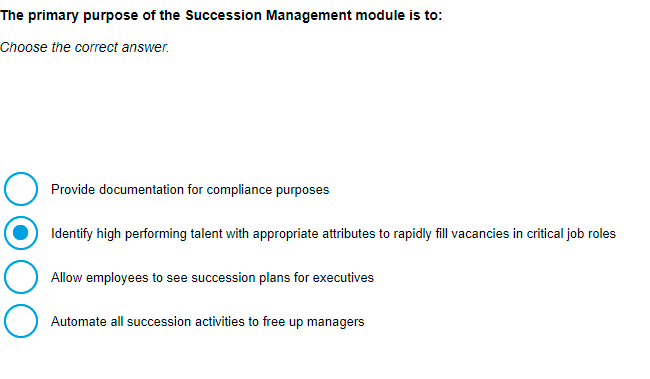 The primary purpose of the Succession Management module is to:
Choose the correct answer.
Provide documentation for compliance purposes
Identify high performing talent with appropriate attributes to rapidly fill vacancies in critical job roles
Allow employees to see succession plans for executives
Automate all succession activities to free up managers